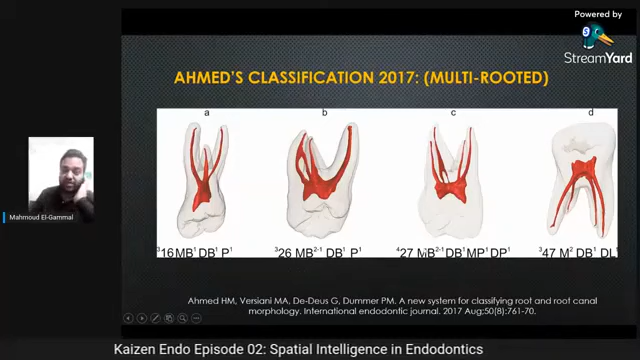 Powered by
StreamYard
AHMED'S CLASSIFICATION 2017: (MULTI-ROOTED)
a b c d
³16 MB¹ DB¹ P¹ ³26 MB²⁻¹ DB¹ P¹ ⁴27 MB²⁻¹ DB¹ MP¹ DP¹ ³47 M² DB¹ DL¹
Mahmoud El-Gammal
Ahmed HM, Versiani MA, De-Deus G, Dummer PM. A new system for classifying root and root canal
morphology. International endodontic journal. 2017 Aug;50(8):761-70.
Kaizen Endo Episode 02: Spatial Intelligence in Endodontics